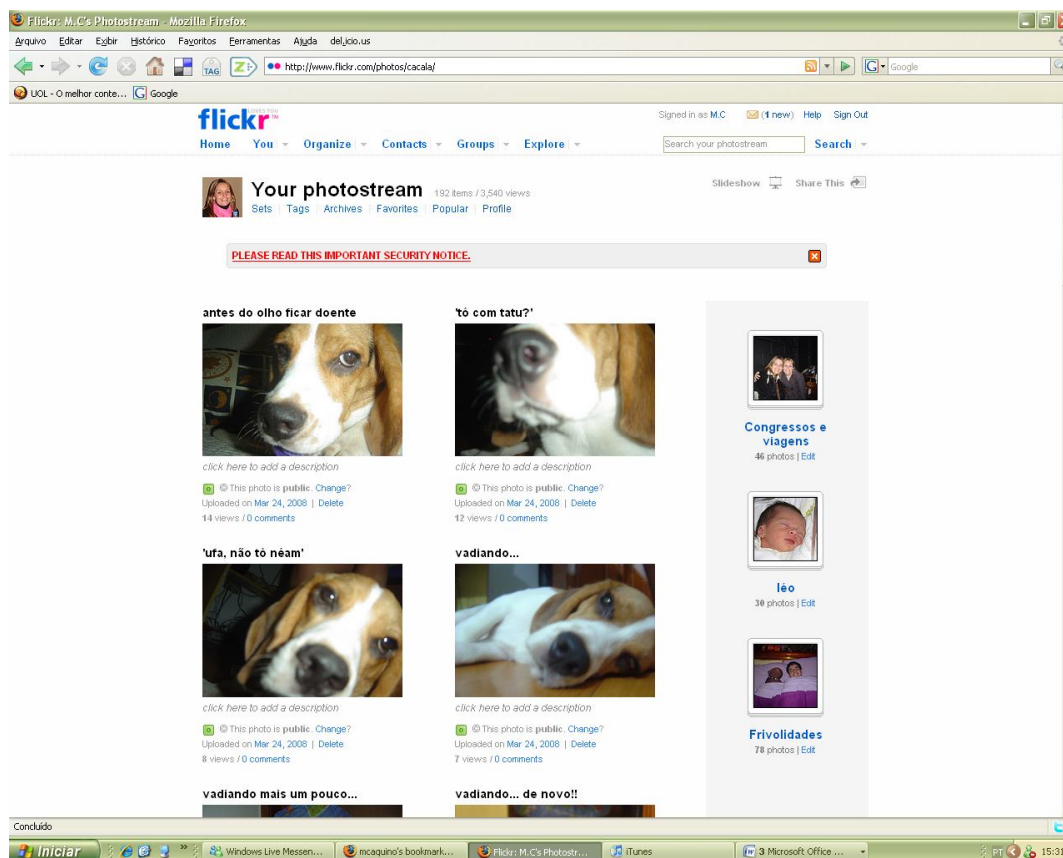 Flickr: M.C's Photostream - Mozilla Firefox
Arquivo Editar Exibir Histórico Favoritos Ferramentas Ajuda del.icio.us
TAG http://www.flickr.com/photos/cacala/ G Google
UOL - O melhor conte... G Google
flickr LOVES YOU
Signed in as M.C (1 new) Help Sign Out
Home You Organize Contacts Groups Explore Search your photostream Search
Your photostream 192 items / 3,540 views
Slideshow Share This
Sets Tags Archives Favorites Popular Profile
PLEASE READ THIS IMPORTANT SECURITY NOTICE.
antes do olho ficar doente
click here to add a description
© This photo is public. Change?
Uploaded on Mar 24, 2008 | Delete
14 views / 0 comments
'tô com tatu?'
click here to add a description
© This photo is public. Change?
Uploaded on Mar 24, 2008 | Delete
12 views / 0 comments
'ufa, não tô néam'
click here to add a description
© This photo is public. Change?
Uploaded on Mar 24, 2008 | Delete
8 views / 0 comments
vadiando...
click here to add a description
© This photo is public. Change?
Uploaded on Mar 24, 2008 | Delete
7 views / 0 comments
vadiando mais um pouco...
vadiando... de novo!!
Congressos e
viagens
46 photos | Edit
léo
30 photos | Edit
Frivolidades
78 photos | Edit
Concluído
Iniciar Windows Live Messen... mcaquino's bookmark... Flickr: M.C's Photostr... iTunes 3 Microsoft Office ... PT